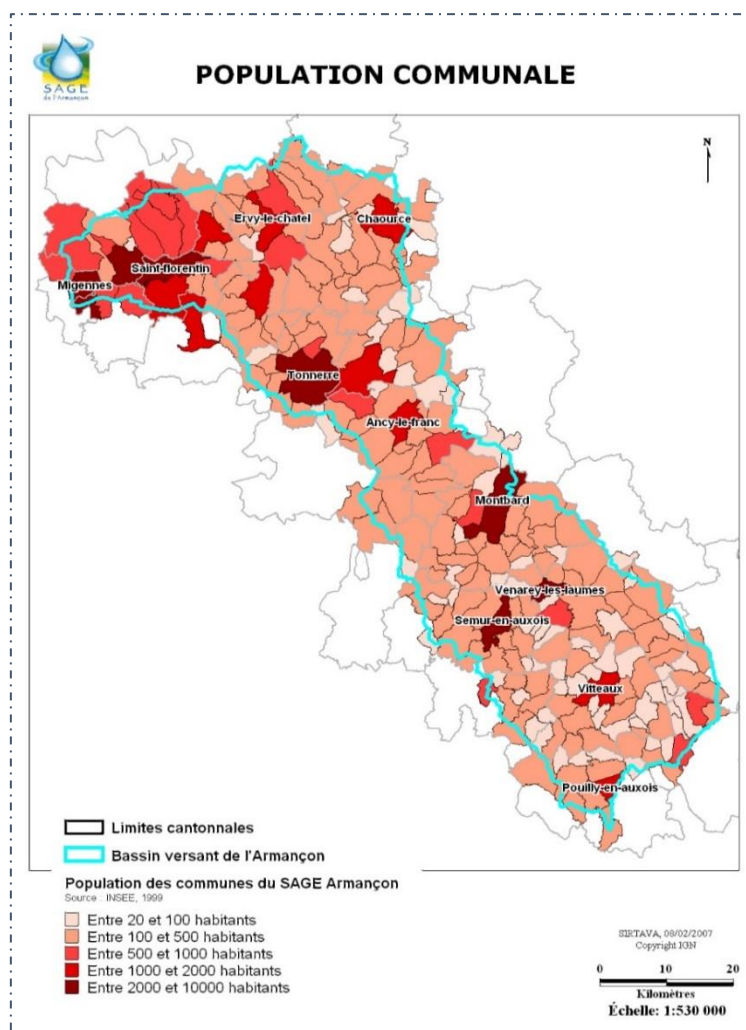 SAGE
de l'Armançon
POPULATION COMMUNALE
N
Ervy-le-chatel
Chaource
Saint-florentin
Migennes
Tonnerre
Ancy-le-franc
Montbard
Venarey-les-laumes
Semur-en-auxois
Vitteaux
Pouilly-en-auxois
Limites cantonnales
Bassin versant de l'Armançon
Population des communes du SAGE Armançon
Source : INSEE, 1999
Entre 20 et 100 habitants
Entre 100 et 500 habitants
Entre 500 et 1000 habitants
Entre 1000 et 2000 habitants
Entre 2000 et 10000 habitants
SIRTAVA, 08/02/2007
Copyright IGN
0 10 20
Kilomètres
Échelle: 1:530 000